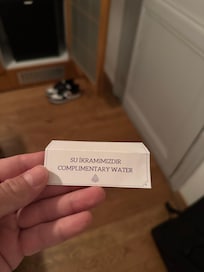 SU İKRAMIMIZDIR
COMPLIMENTARY WATER